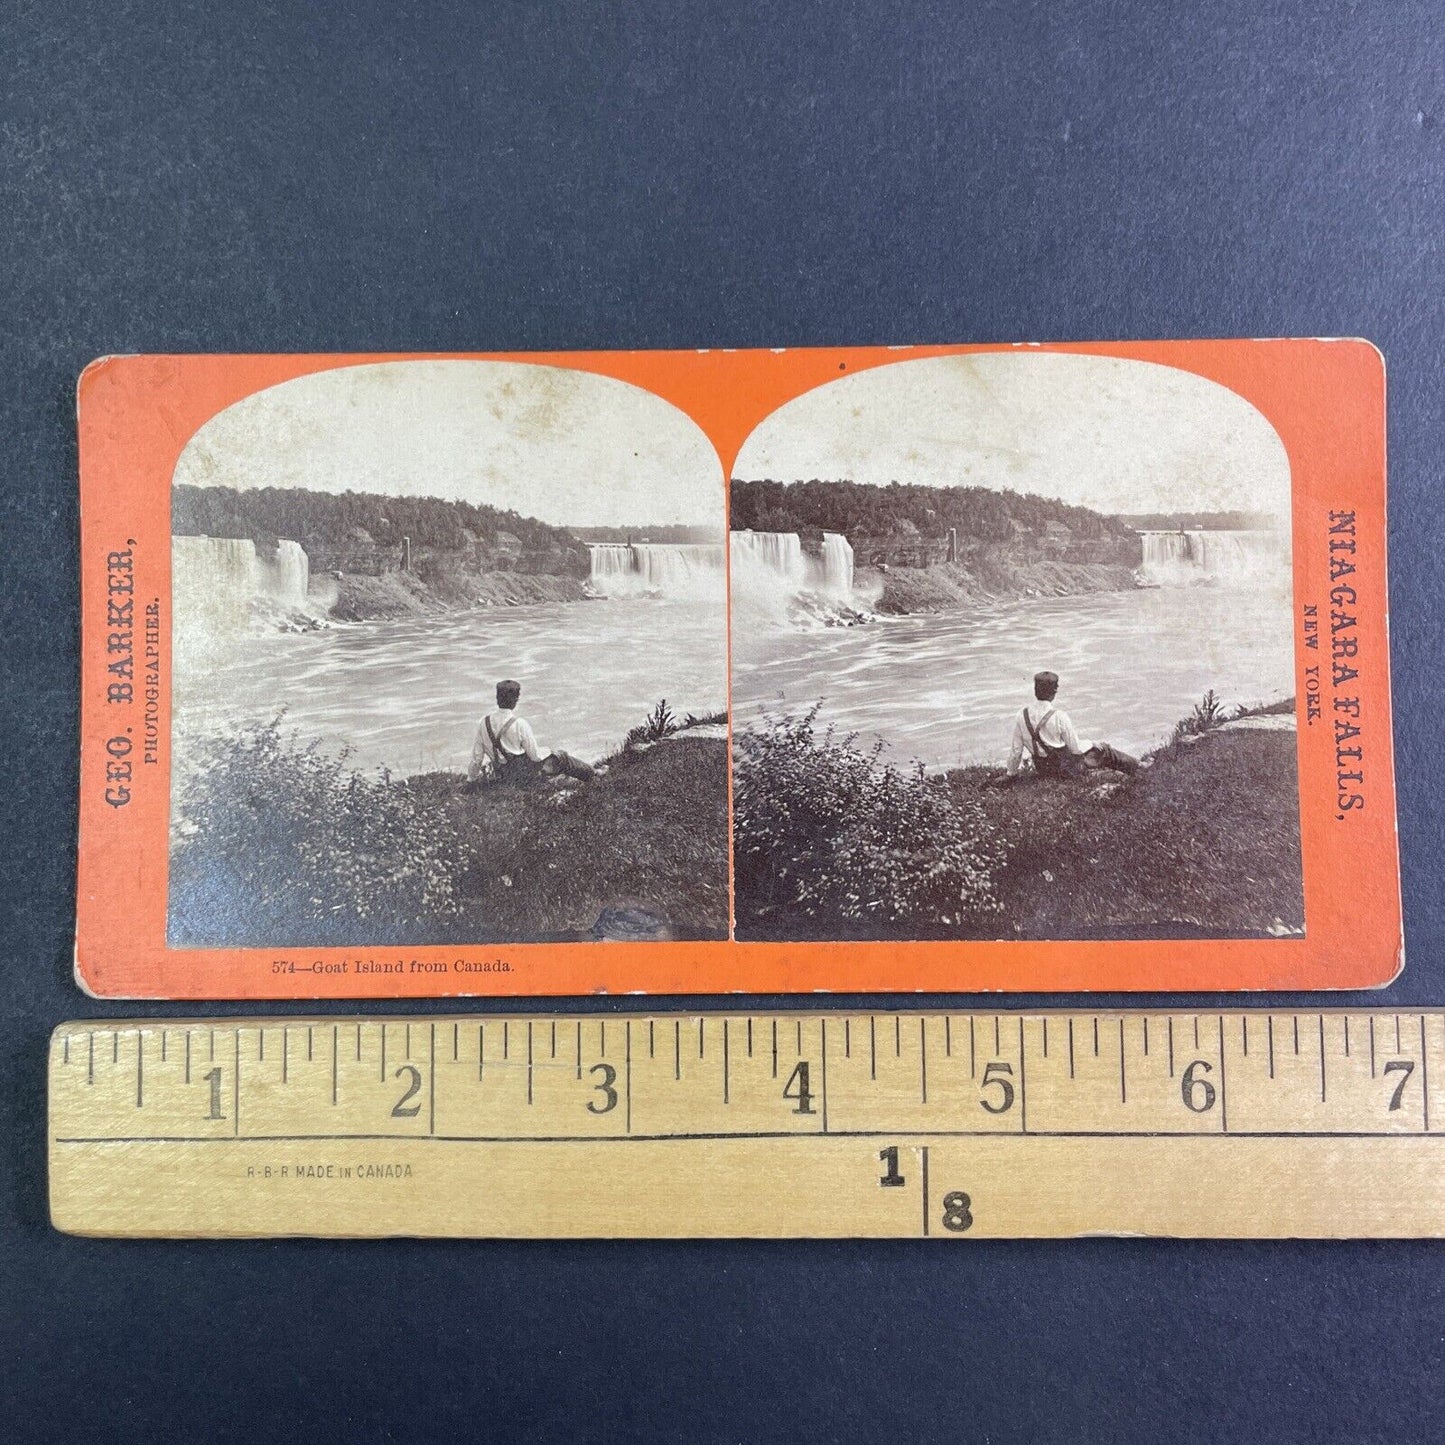 GEO. BARKER,
PHOTOGRAPHER.
NIAGARA FALLS,
NEW YORK.
574—Goat Island from Canada.
1 2 3 4 5 6 7
R-B-R MADE IN CANADA
1
8